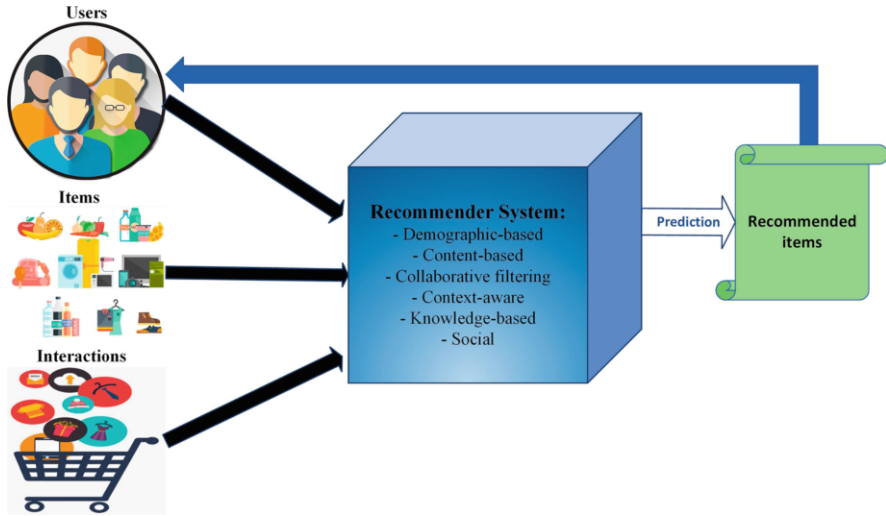 Users
Items
Interactions
Recommender System:
- Demographic-based
- Content-based
- Collaborative filtering
- Context-aware
- Knowledge-based
- Social
Prediction
Recommended
items